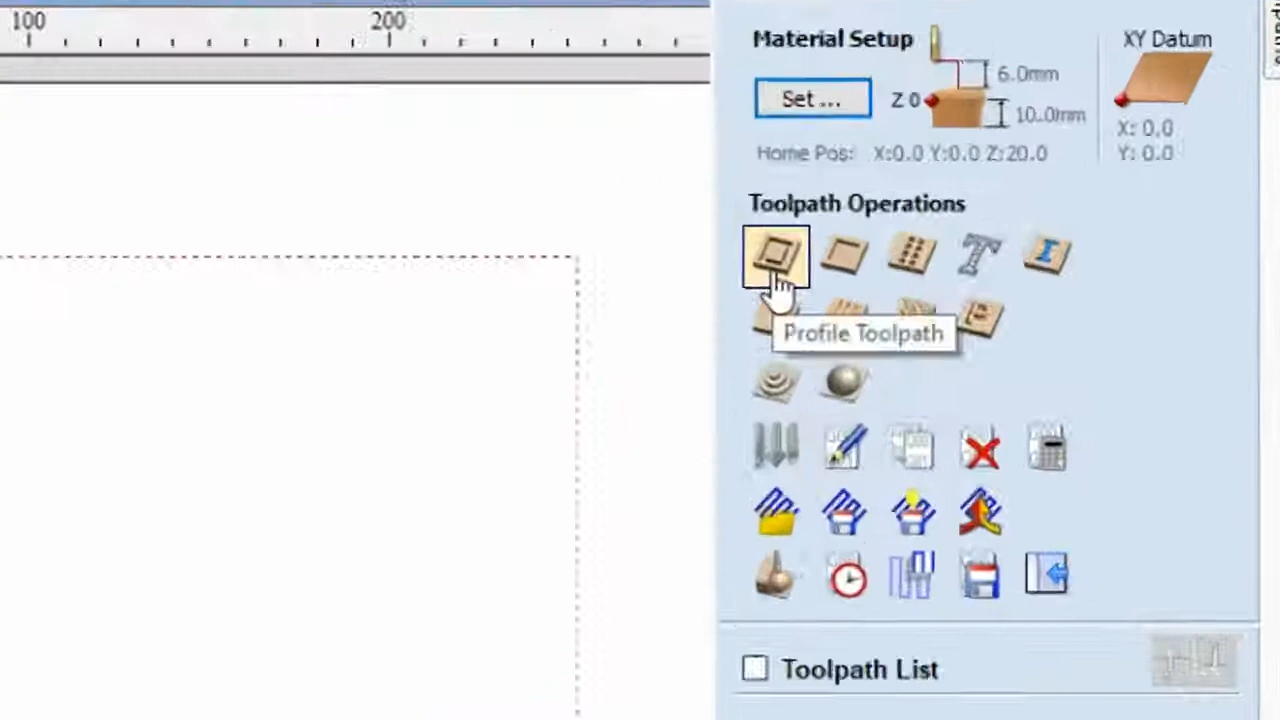 100
200
Material Setup
XY Datum
6.0mm
Set ...
Z 0
10.0mm
X: 0.0
Home Pos: X:0.0 Y:0.0 Z:20.0
Y: 0.0
Toolpath Operations
Profile Toolpath
Toolpath List